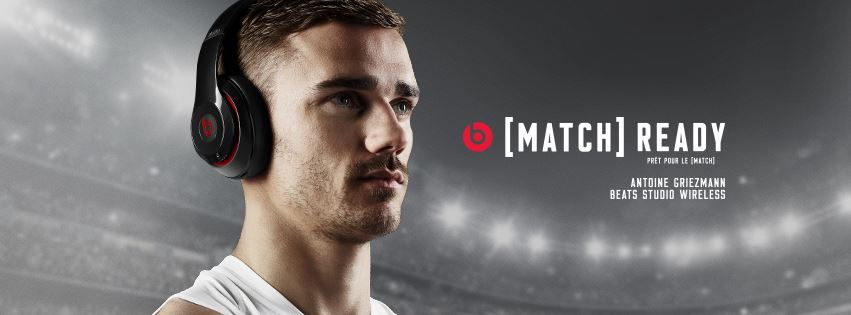 [MATCH] READY
PRÊT POUR LE [MATCH]
ANTOINE GRIEZMANN
BEATS STUDIO WIRELESS